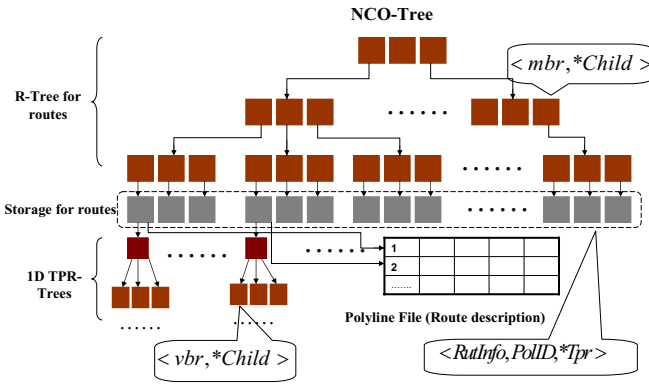 NCO-Tree
< mbr,*Child >
R-Tree for
routes
......
......
Storage for routes
......
1D TPR-
Trees
......
......
1
2
.......
......
......
Polyline File (Route description)
< vbr,*Child >
<RutInfo,PolID,*Tpr>